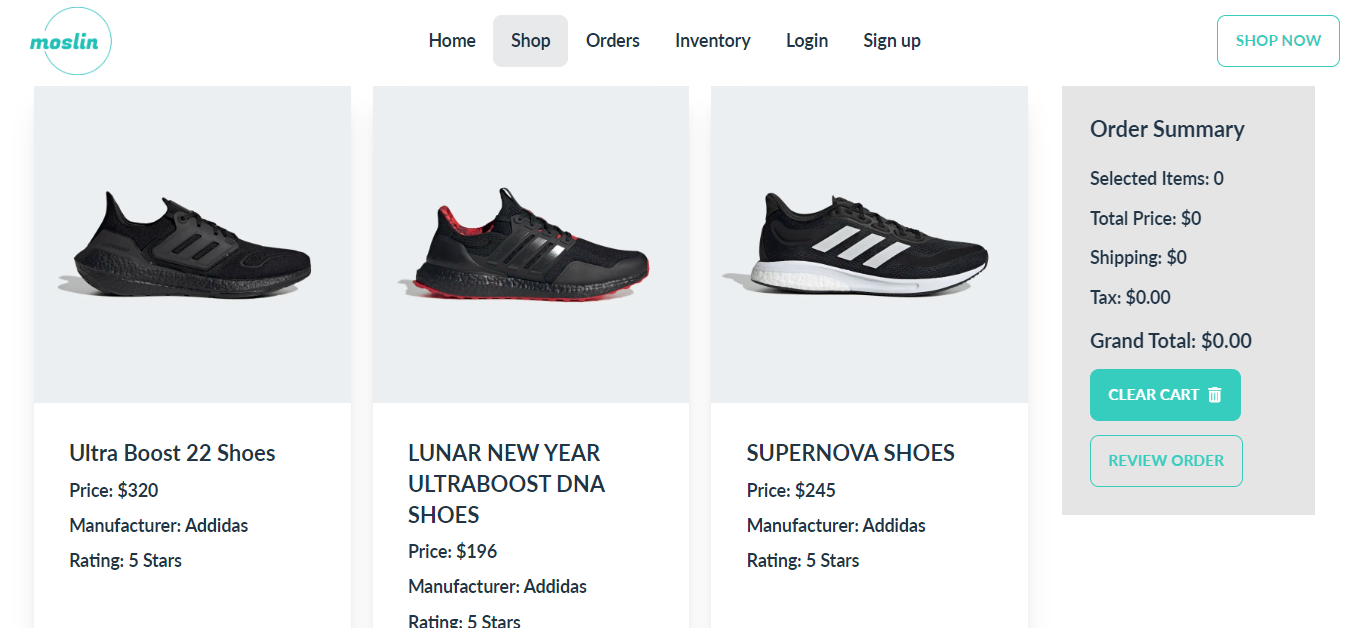 moslin
Home
Shop
Orders
Inventory
Login
Sign up
SHOP NOW
Ultra Boost 22 Shoes
Price: $320
Manufacturer: Addidas
Rating: 5 Stars
LUNAR NEW YEAR
ULTRABOOST DNA
SHOES
Price: $196
Manufacturer: Addidas
Rating: 5 Stars
SUPERNOVA SHOES
Price: $245
Manufacturer: Addidas
Rating: 5 Stars
Order Summary
Selected Items: 0
Total Price: $0
Shipping: $0
Tax: $0.00
Grand Total: $0.00
CLEAR CART
REVIEW ORDER